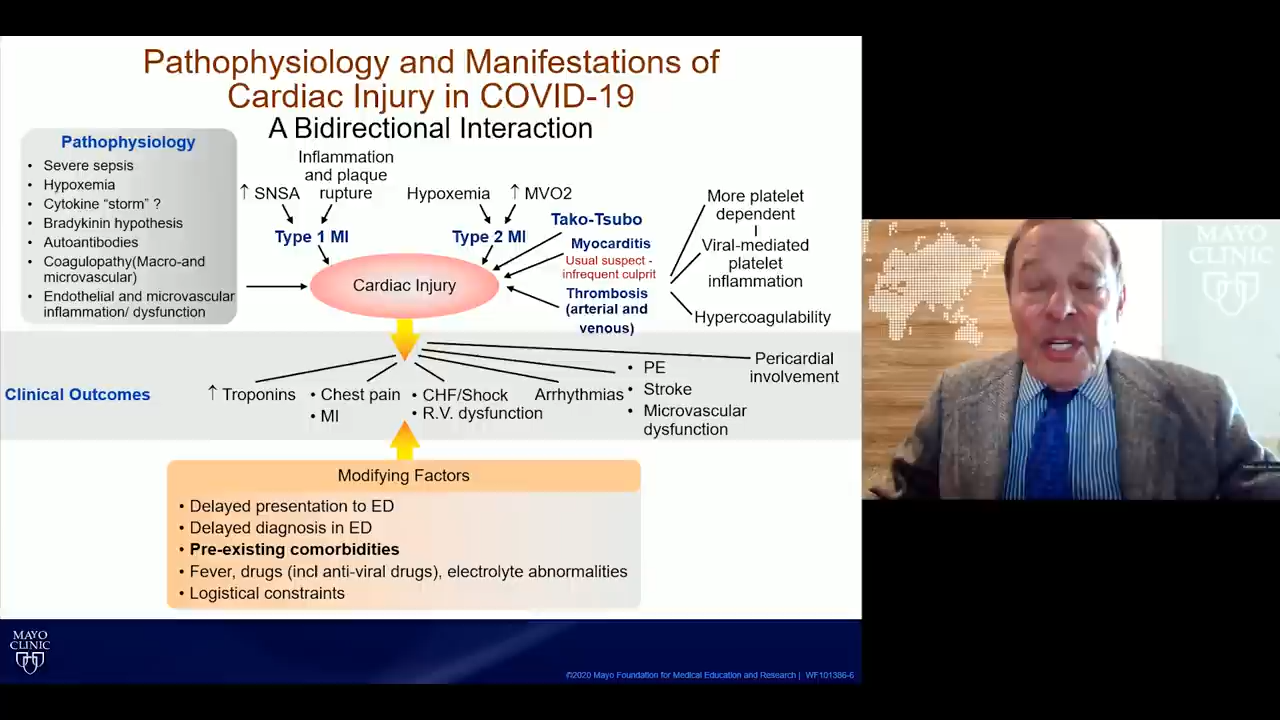 Pathophysiology and Manifestations of
Cardiac Injury in COVID-19
A Bidirectional Interaction
Pathophysiology
• Severe sepsis
• Hypoxemia
• Cytokine “storm” ?
• Bradykinin hypothesis
• Autoantibodies
• Coagulopathy(Macro-and
microvascular)
• Endothelial and microvascular
inflammation/ dysfunction
↑ SNSA
Inflammation
and plaque
rupture
Type 1 MI
Hypoxemia
↑ MVO2
Type 2 MI
Tako-Tsubo
Myocarditis
Usual suspect -
infrequent culprit
Thrombosis
(arterial and
venous)
More platelet
dependent
Viral-mediated
platelet
inflammation
Hypercoagulability
Cardiac Injury
Clinical Outcomes
↑ Troponins
• Chest pain
• MI
• CHF/Shock
• R.V. dysfunction
Arrhythmias
• PE
• Stroke
• Microvascular
dysfunction
Pericardial
involvement
Modifying Factors
• Delayed presentation to ED
• Delayed diagnosis in ED
• Pre-existing comorbidities
• Fever, drugs (incl anti-viral drugs), electrolyte abnormalities
• Logistical constraints
MAYO
CLINIC
©2020 Mayo Foundation for Medical Education and Research | WF101386-6
MAYO
CLINIC